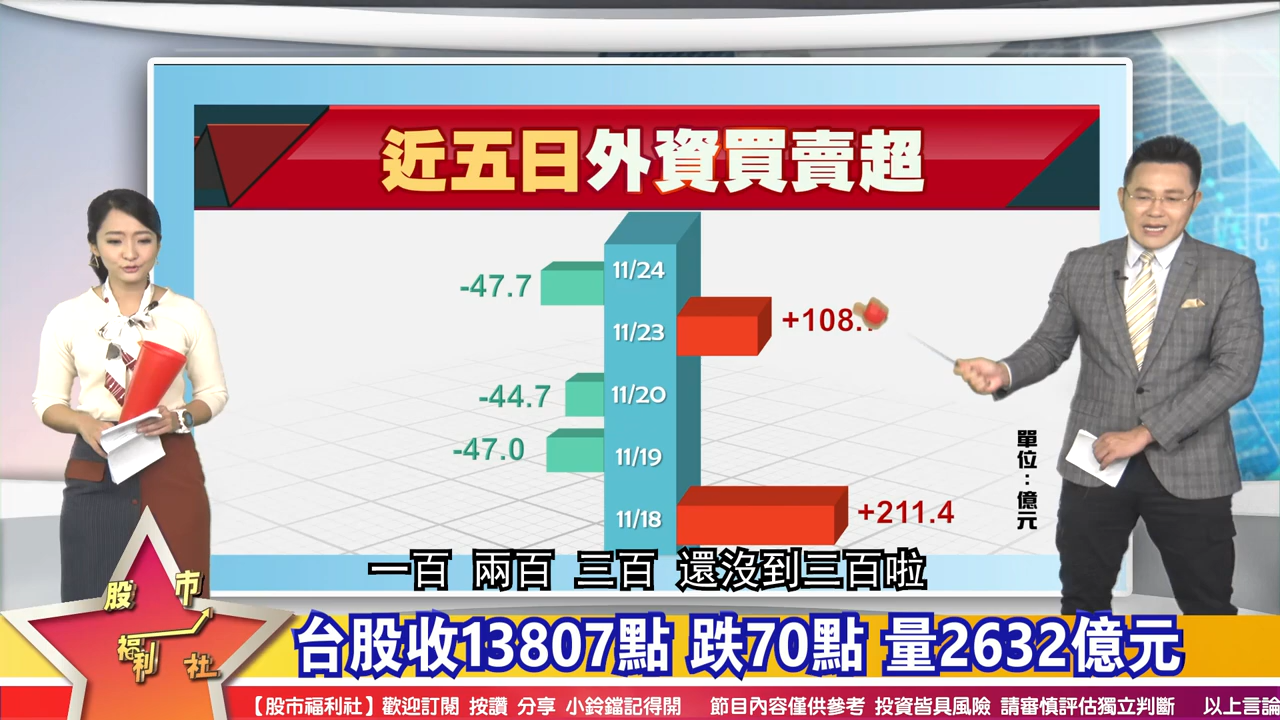 近五日外資買賣超
11/24
-47.7
11/23
+108.
11/20
-44.7
11/19
-47.0
11/18
+211.4
單位：億元
一百 兩百 三百 還沒到三百啦
股市
福利社
台股收13807點 跌70點 量2632億元
【股市福利社】歡迎訂閱 按讚 分享 小鈴鐺記得開 節目內容僅供參考 投資皆具風險 請審慎評估獨立判斷 以上言論